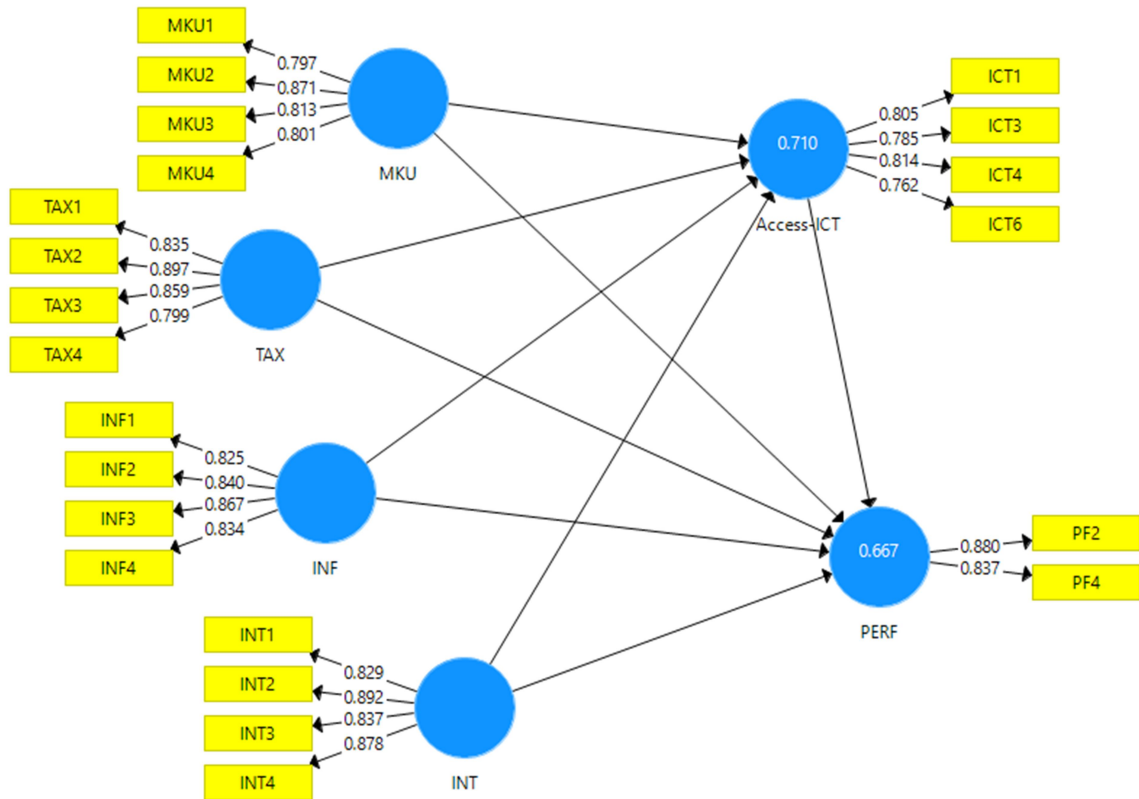 MKU1
MKU2
MKU3
MKU4
0.797
0.871
0.813
0.801
MKU
TAX1
TAX2
TAX3
TAX4
0.835
0.897
0.859
0.799
TAX
INF1
INF2
INF3
INF4
0.825
0.840
0.867
0.834
INF
INT1
INT2
INT3
INT4
0.829
0.892
0.837
0.878
INT
0.710
Access-ICT
0.805
0.785
0.814
0.762
ICT1
ICT3
ICT4
ICT6
0.667
PERF
0.880
0.837
PF2
PF4